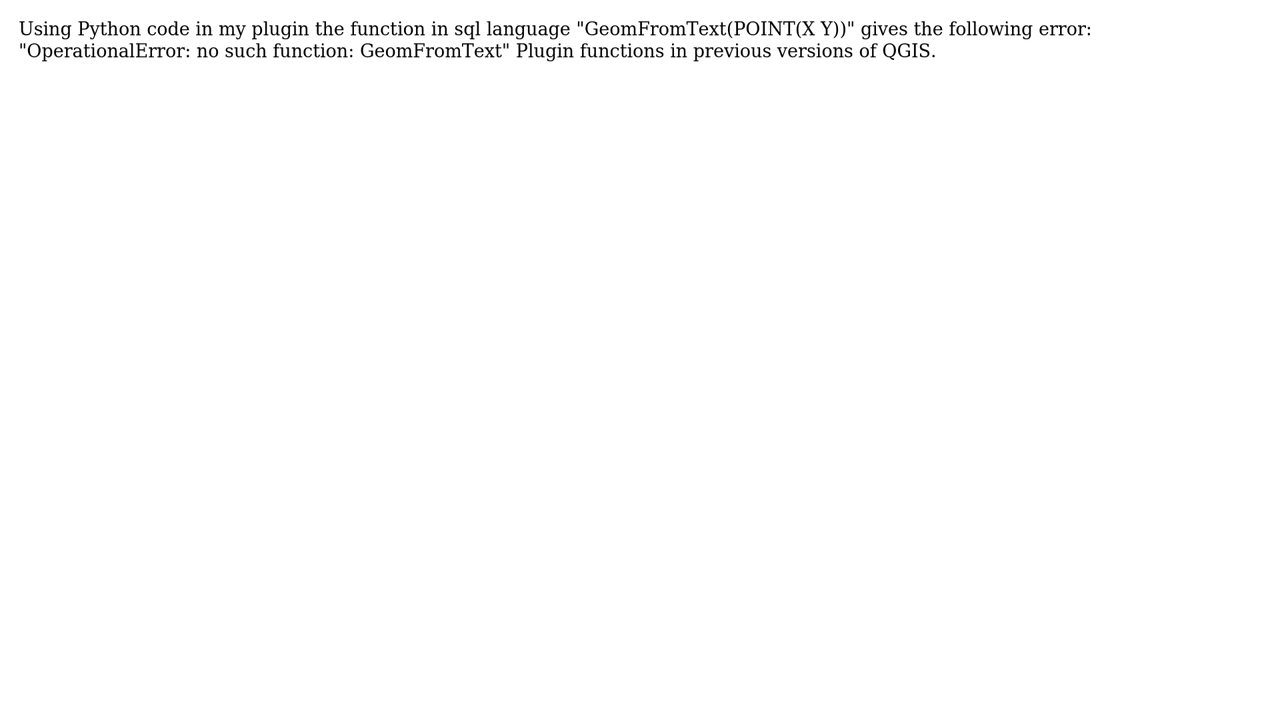 Using Python code in my plugin the function in sql language "GeomFromText(POINT(X Y))" gives the following error:
"OperationalError: no such function: GeomFromText" Plugin functions in previous versions of QGIS.